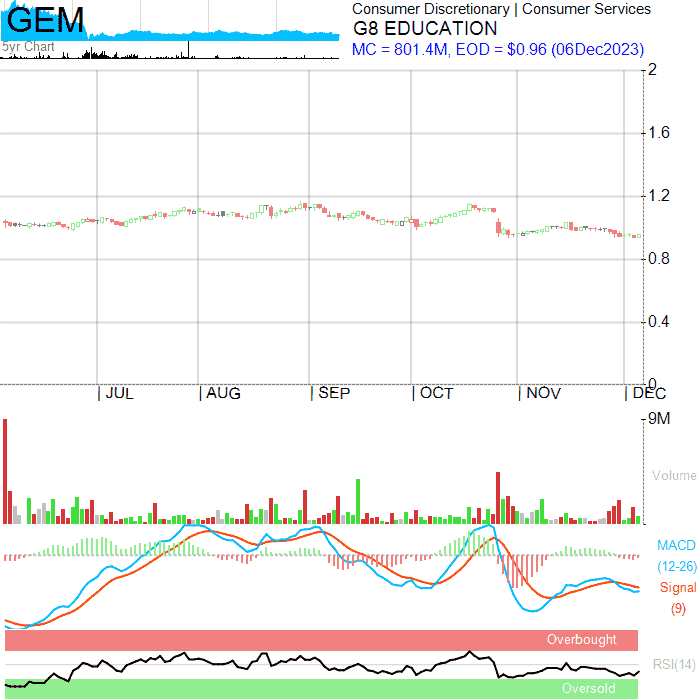 GEM
5yr Chart
Consumer Discretionary | Consumer Services
G8 EDUCATION
MC = 801.4M, EOD = $0.96 (06Dec2023)
2
1.6
1.2
0.8
0.4
0
JUL AUG SEP OCT NOV DEC
9M
Volume
MACD
(12-26)
Signal
(9)
Overbought
RSI(14)
Oversold